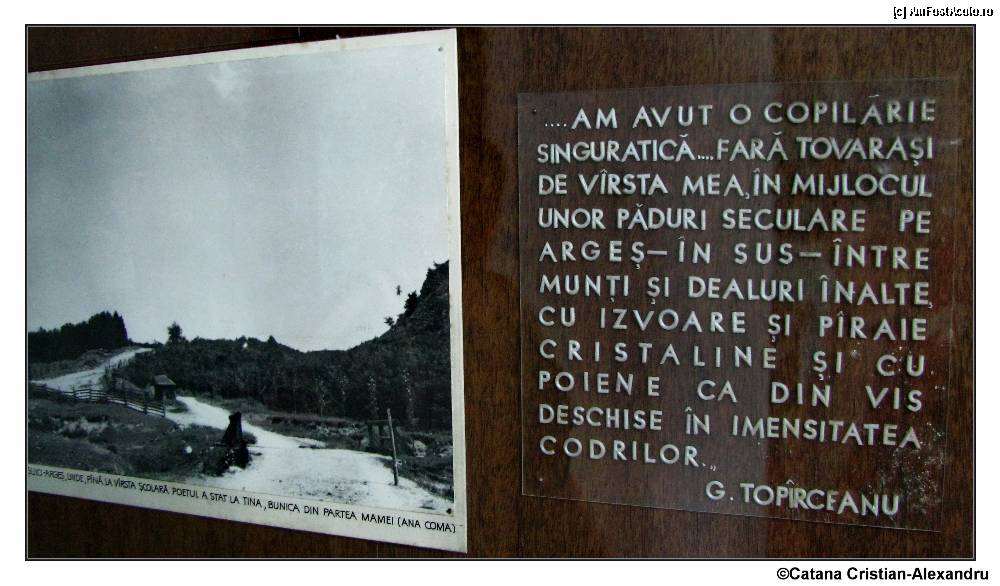 (c) AmFostAcolo.ro
....AM AVUT O COPILĂRIE
SINGURATICĂ....FARĂ TOVARAȘI
DE VÎRSTA MEA, ÎN MIJLOCUL
UNOR PĂDURI SECULARE PE
ARGEȘ—ÎN SUS—ÎNTRE
MUNȚI ȘI DEALURI ÎNALTE,
CU IZVOARE ȘI PÎRAIE
CRISTALINE ȘI CU
POIENE CA DIN VIS
DESCHISE ÎN IMENSITATEA
CODRILOR.„
G. TOPÎRCEANU
SUICI-ARGEȘ, UNDE, PÎNĂ LA VÎRSTA ȘCOLARĂ POETUL A STAT LA TINA, BUNICA DIN PARTEA MAMEI (ANA COMA)
©Catana Cristian-Alexandru